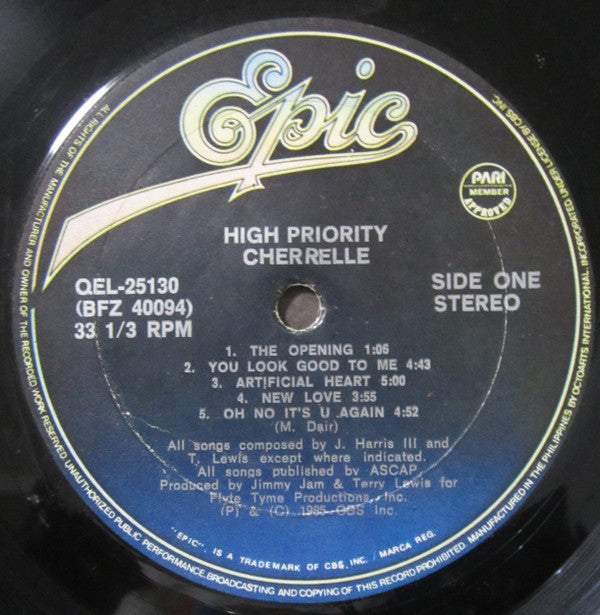 Epic
PARI
MEMBER
APPROVED
HIGH PRIORITY
CHERRELLE
QEL-25130
(BFZ 40094)
33 1/3 RPM
SIDE ONE
STEREO
1. THE OPENING 1:06
2. YOU LOOK GOOD TO ME 4:43
3. ARTIFICIAL HEART 5:00
4. NEW LOVE 3:55
5. OH NO IT'S U AGAIN 4:52
(M. Dair)
All songs composed by J. Harris III and
T. Lewis except where indicated.
All songs published by ASCAP.
Produced by Jimmy Jam & Terry Lewis for
Flyte Tyme Productions, Inc.
(P) & (C) 1985 CBS Inc.
"EPIC". IS A TRADEMARK OF CBS, INC./ MARCA REG.
ALL RIGHTS OF THE MANUFACTURER AND OWNER OF THE RECORDED WORK RESERVED UNAUTHORIZED PUBLIC PERFORMANCE, BROADCASTING AND COPYING OF THIS RECORD PROHIBITED. MANUFACTURED IN THE PHILIPPINES BY OCTOARTS INTERNATIONAL, INCORPORATED UNDER LICENSE BY CBS INC.